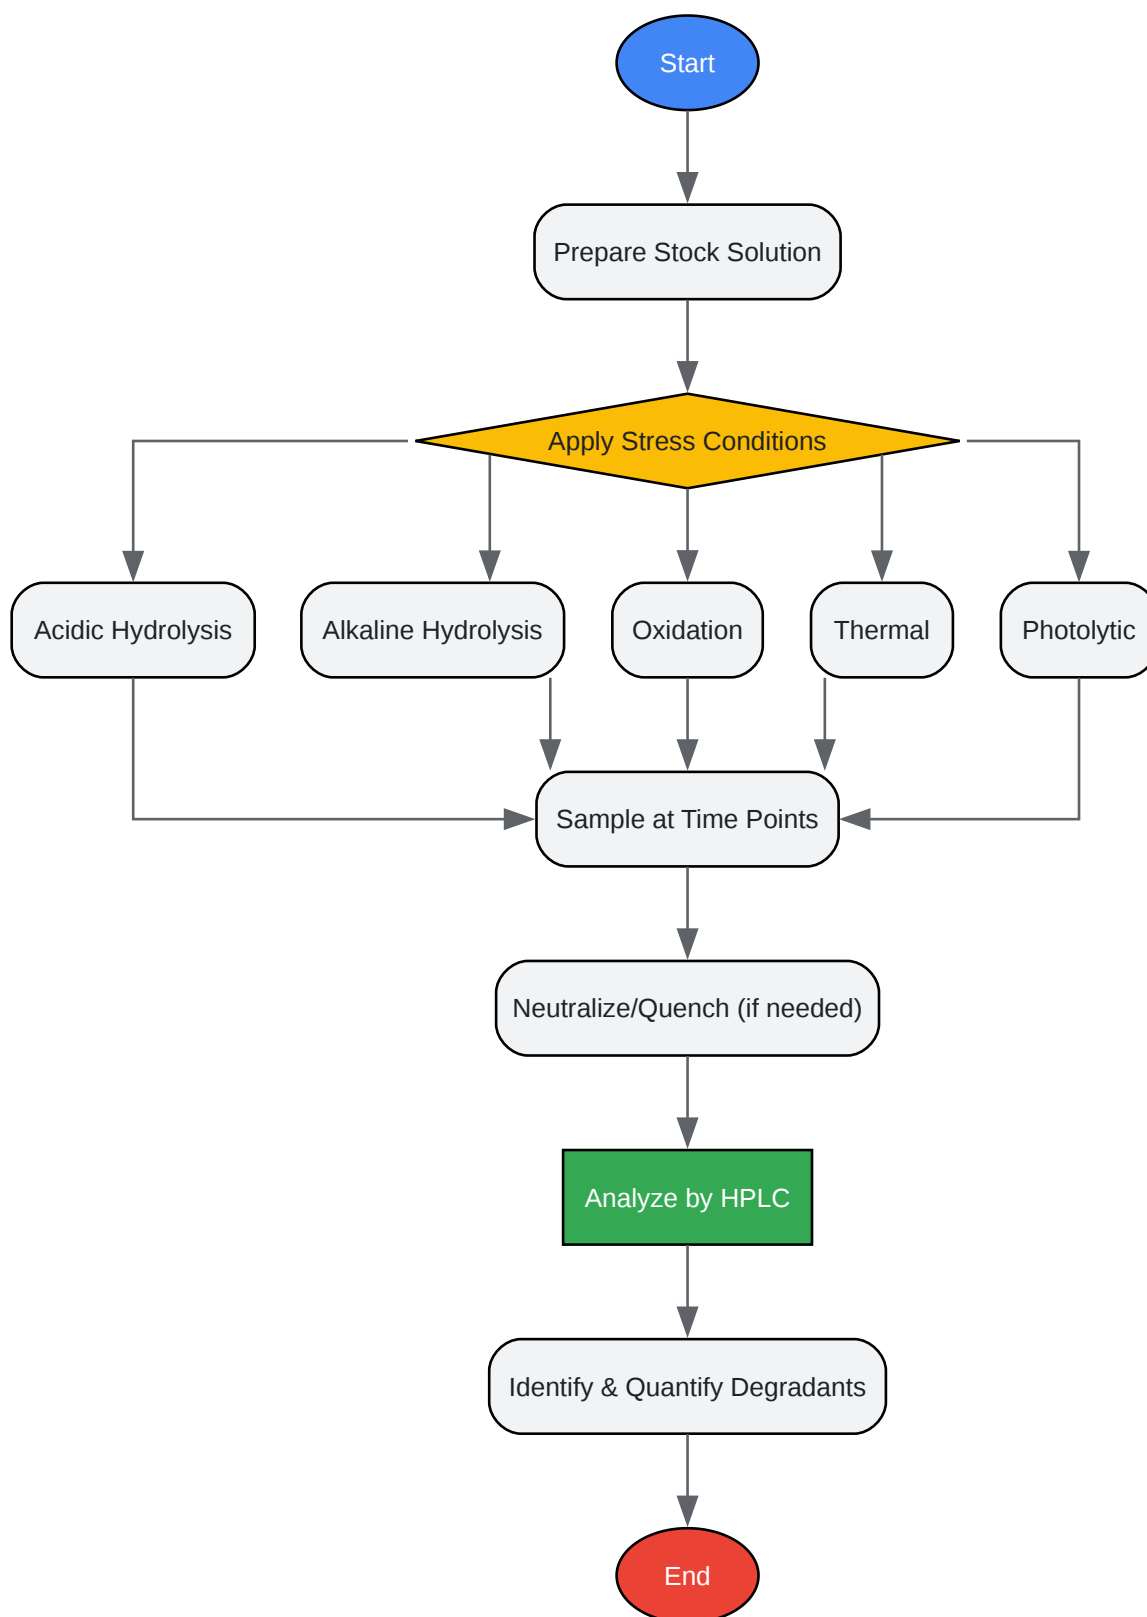 Start
Prepare Stock Solution
Apply Stress Conditions
Acidic Hydrolysis
Alkaline Hydrolysis
Oxidation
Thermal
Photolytic
Sample at Time Points
Neutralize/Quench (if needed)
Analyze by HPLC
Identify & Quantify Degradants
End